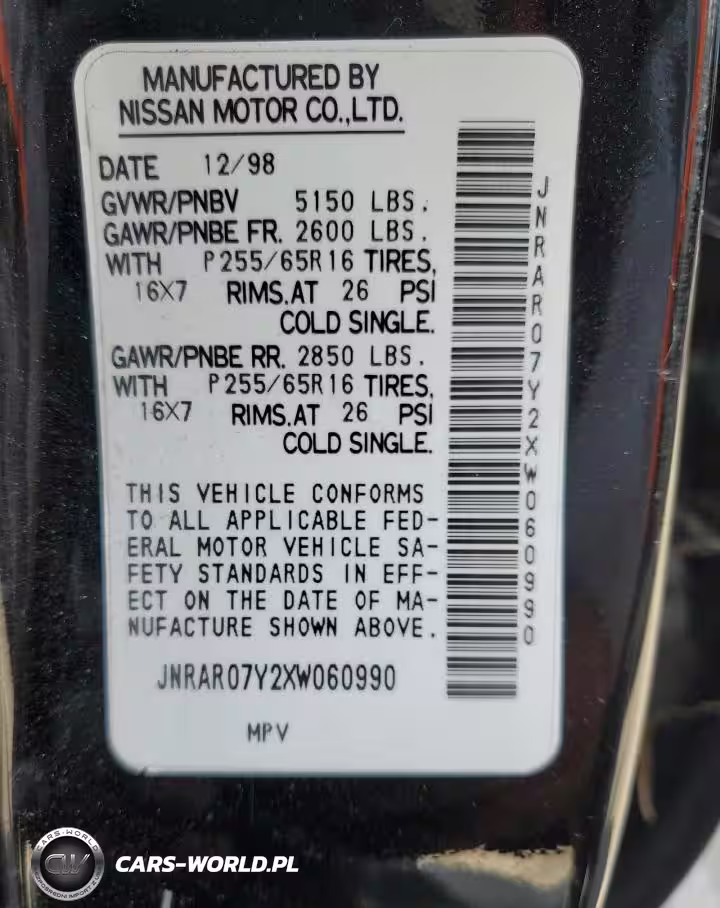 MANUFACTURED BY
NISSAN MOTOR CO.,LTD.
DATE 12/98
GVWR/PNBV 5150 LBS.
GAWR/PNBE FR. 2600 LBS.
WITH P255/65R16 TIRES,
16X7 RIMS.AT 26 PSI
COLD SINGLE.
GAWR/PNBE RR. 2850 LBS.
WITH P255/65R16 TIRES,
16X7 RIMS.AT 26 PSI
COLD SINGLE.
THIS VEHICLE CONFORMS
TO ALL APPLICABLE FED-
ERAL MOTOR VEHICLE SA-
FETY STANDARDS IN EFF-
ECT ON THE DATE OF MA-
NUFACTURE SHOWN ABOVE.
JNRAR07Y2XW060990
MPV
JNRAR07Y2XW060990
CARS-WORLD
CW
CARS-WORLD.PL